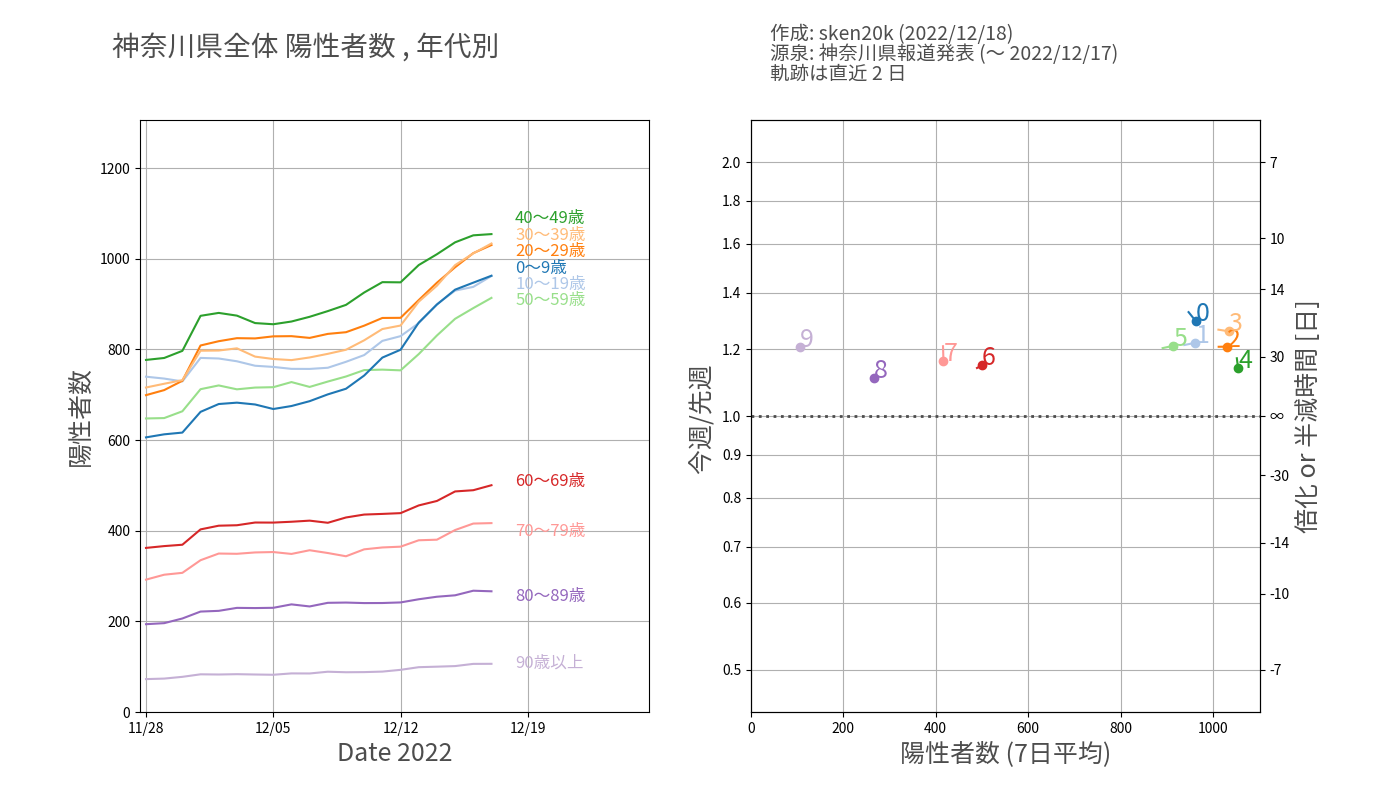 神奈川県全体 陽性者数 , 年代別
作成: sken20k (2022/12/18)
源泉: 神奈川県報道発表 (〜 2022/12/17)
軌跡は直近 2 日
陽性者数
1200
1000
800
600
400
200
0
11/28
12/05
12/12
12/19
Date 2022
40〜49歳
30〜39歳
20〜29歳
0〜9歳
10〜19歳
50〜59歳
60〜69歳
70〜79歳
80〜89歳
90歳以上
今週/先週
2.0
1.8
1.6
1.4
1.2
1.0
0.9
0.8
0.7
0.6
0.5
0
200
400
600
800
1000
陽性者数 (7日平均)
9
8
7
6
5
0
1
3
2
4
7
10
14
30
∞
-30
-14
-10
-7
倍化 or 半減時間 [日]